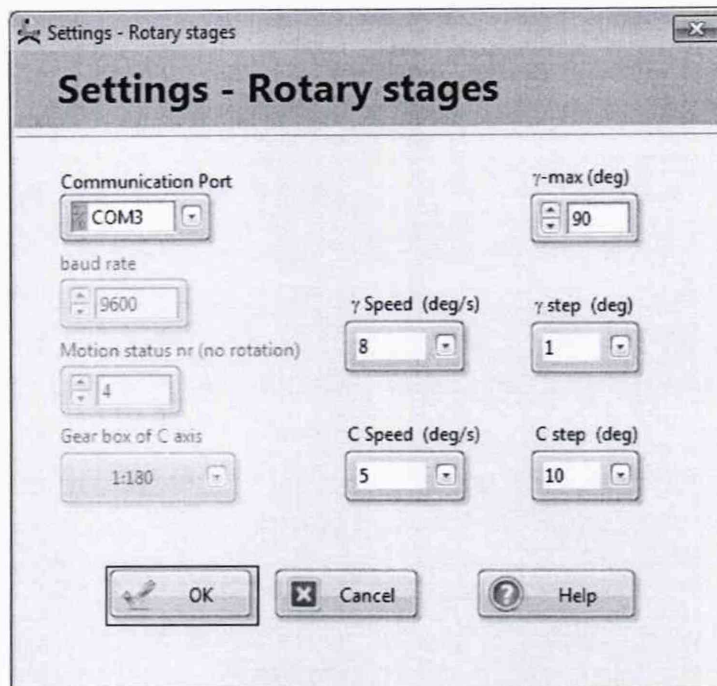 Settings - Rotary stages
Settings - Rotary stages
Communication Port
COM3
γ-max (deg)
90
baud rate
9600
γ Speed (deg/s)
8
γ step (deg)
1
Motion status nr (no rotation)
4
Gear box of C axis
1:180
C Speed (deg/s)
5
C step (deg)
10
OK
Cancel
Help